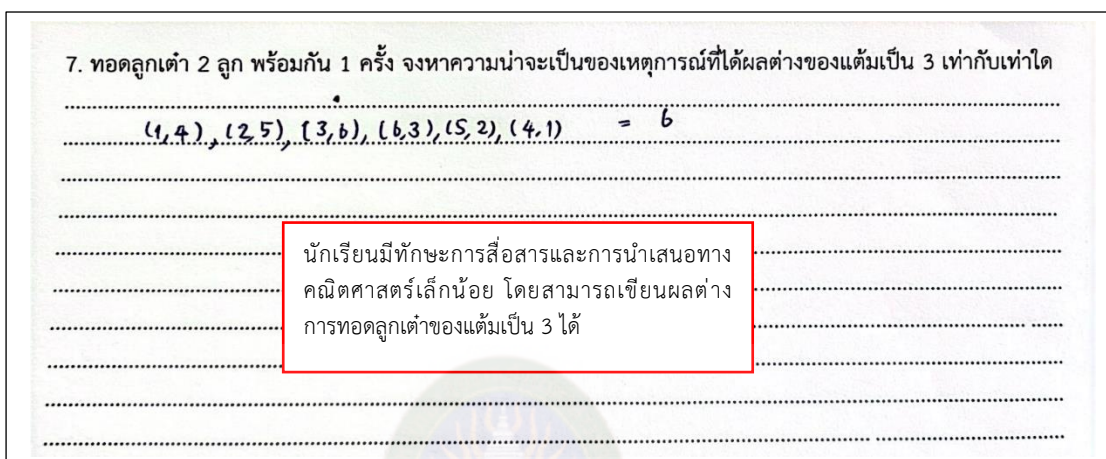 7. ทอดลูกเต๋า 2 ลูก พร้อมกัน 1 ครั้ง จงหาความน่าจะเป็นของเหตุการณ์ที่ได้ผลต่างของแต้มเป็น 3 เท่ากับเท่าใด
(1,4), (2,5), (3,6), (6,3), (5,2), (4,1) = 6
นักเรียนมีทักษะการสื่อสารและการนำเสนอทาง
คณิตศาสตร์เล็กน้อย โดยสามารถเขียนผลต่าง
การทอดลูกเต๋าของแต้มเป็น 3 ได้